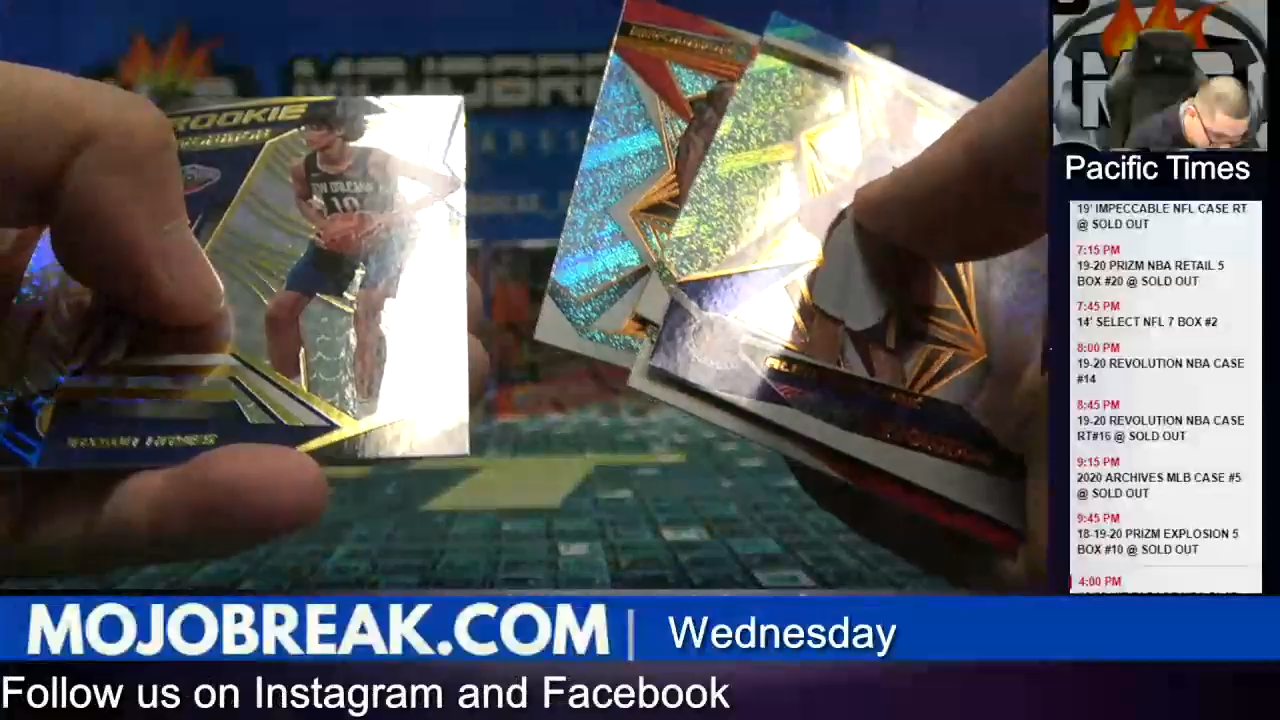 ROOKIE
NEW ORLEANS
10
Pacific Times
19' IMPECCABLE NFL CASE RT
@ SOLD OUT
7:15 PM
19-20 PRIZM NBA RETAIL 5
BOX #20 @ SOLD OUT
7:45 PM
14' SELECT NFL 7 BOX #2
8:00 PM
19-20 REVOLUTION NBA CASE
#14
8:45 PM
19-20 REVOLUTION NBA CASE
RT#16 @ SOLD OUT
9:15 PM
2020 ARCHIVES MLB CASE #5
@ SOLD OUT
9:45 PM
18-19-20 PRIZM EXPLOSION 5
BOX #10 @ SOLD OUT
4:00 PM
MOJOBREAK.COM | Wednesday
Follow us on Instagram and Facebook